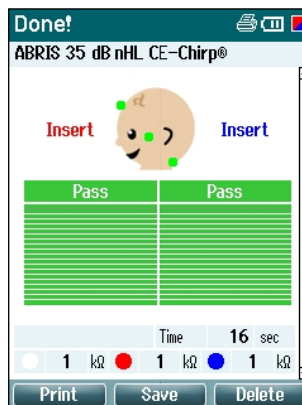 Done!
ABRIS 35 dB nHL CE-Chirp®
Insert Insert
Pass Pass
Time 16 sec
1 kΩ 1 kΩ 1 kΩ
Print Save Delete